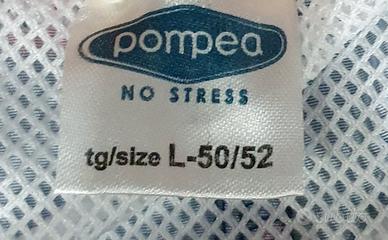 pompea
NO STRESS
tg/size L-50/52